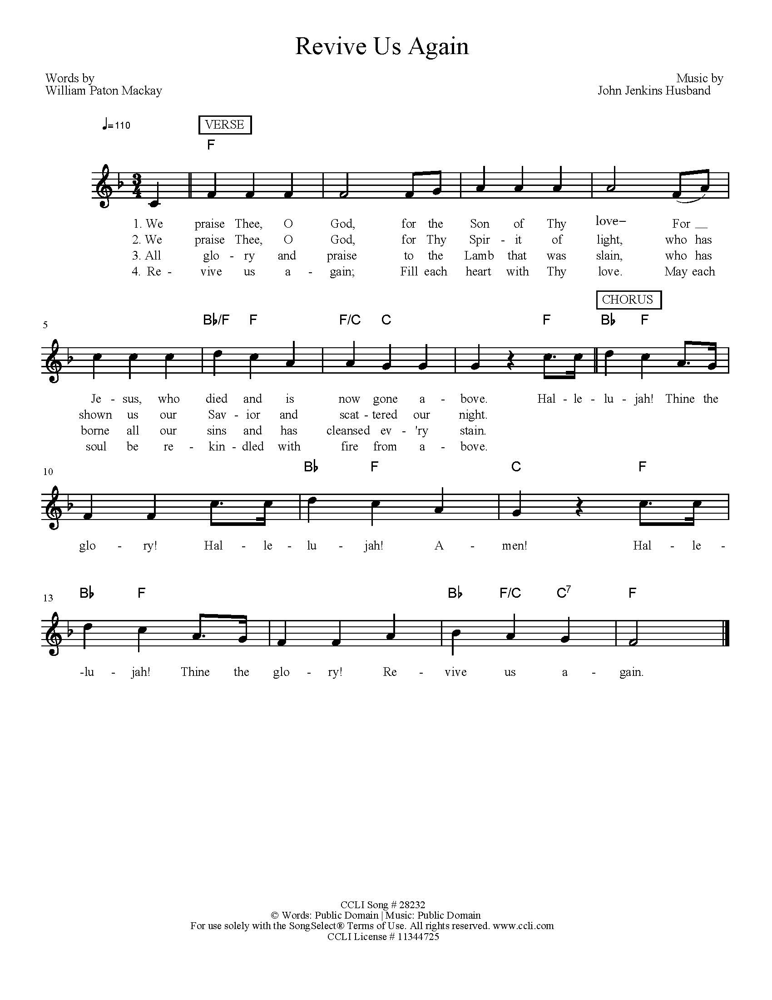 Revive Us Again
Words by
William Paton Mackay
Music by
John Jenkins Husband
♩=110
VERSE
F
3
4
1. We praise Thee, O God, for the Son of Thy love– For __
2. We praise Thee, O God, for Thy Spir - it of light, who has
3. All glo - ry and praise to the Lamb that was slain, who has
4. Re - vive us a - gain; Fill each heart with Thy love. May each
CHORUS
5 B♭/F F F/C C F B♭ F
Je - sus, who died and is now gone a - bove. Hal - le - lu - jah! Thine the
shown us our Sav - ior and scat - tered our night.
borne all our sins and has cleansed ev - 'ry stain.
soul be re - kin - dled with fire from a - bove.
10 B♭ F C F
glo - ry! Hal - le - lu - jah! A - men! Hal - le -
13 B♭ F B♭ F/C C7 F
-lu - jah! Thine the glo - ry! Re - vive us a - gain.
CCLI Song # 28232
© Words: Public Domain | Music: Public Domain
For use solely with the SongSelect® Terms of Use. All rights reserved. www.ccli.com
CCLI License # 11344725